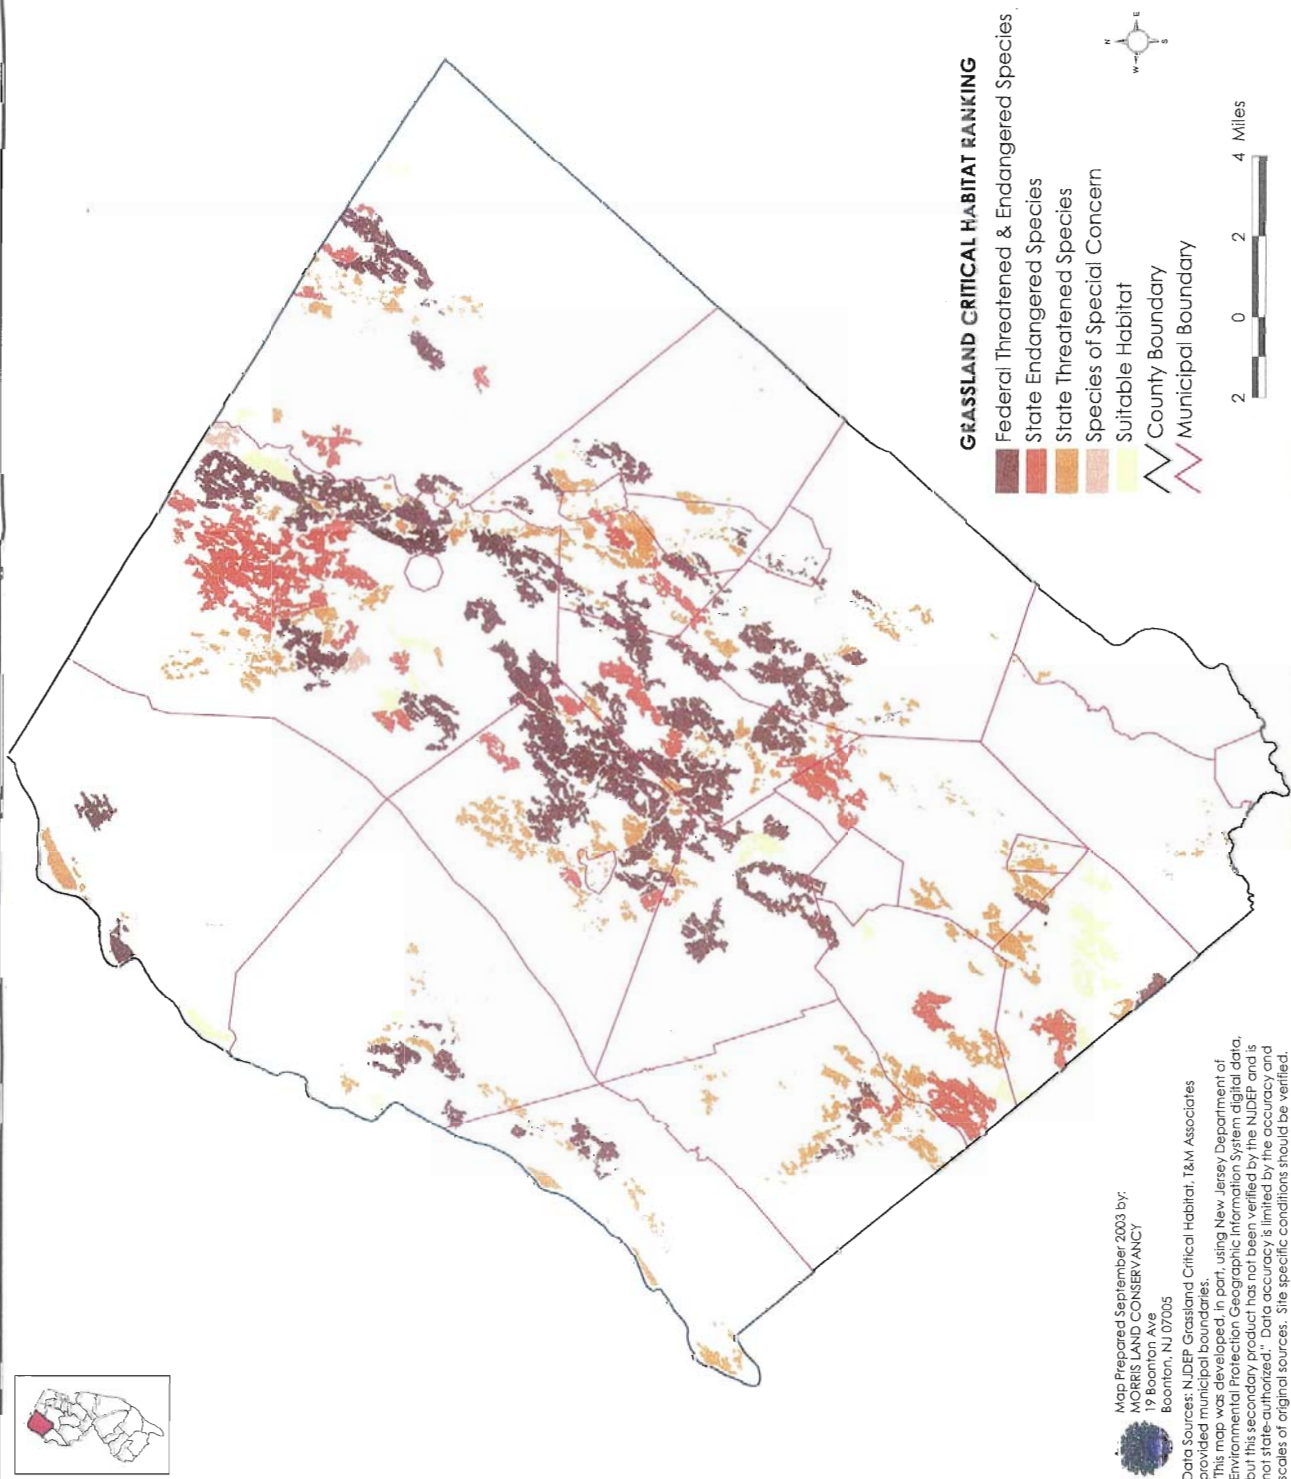 GRASSLAND CRITICAL HABITAT RANKING
Federal Threatened & Endangered Species
State Endangered Species
State Threatened Species
Species of Special Concern
Suitable Habitat
County Boundary
Municipal Boundary
N
W E
S
2 0 2 4 Miles
Map Prepared September 2003 by:
MORRIS LAND CONSERVANCY
19 Boonton Ave
Boonton, NJ 07005
Data Sources: NJDEP Grassland Critical Habitat, T&M Associates
provided municipal boundaries.
"This map was developed, in part, using New Jersey Department of
Environmental Protection Geographic Information System digital data,
but this secondary product has not been verified by the NJDEP and is
not state-authorized." Data accuracy is limited by the accuracy and
scales of original sources. Site specific conditions should be verified.